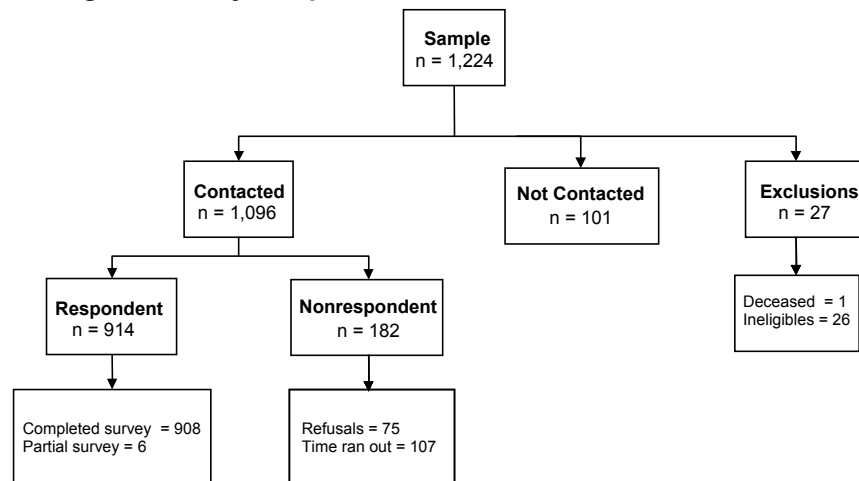 Sample
n = 1,224
Contacted
n = 1,096
Not Contacted
n = 101
Exclusions
n = 27
Respondent
n = 914
Nonrespondent
n = 182
Deceased = 1
Ineligibles = 26
Completed survey = 908
Partial survey = 6
Refusals = 75
Time ran out = 107